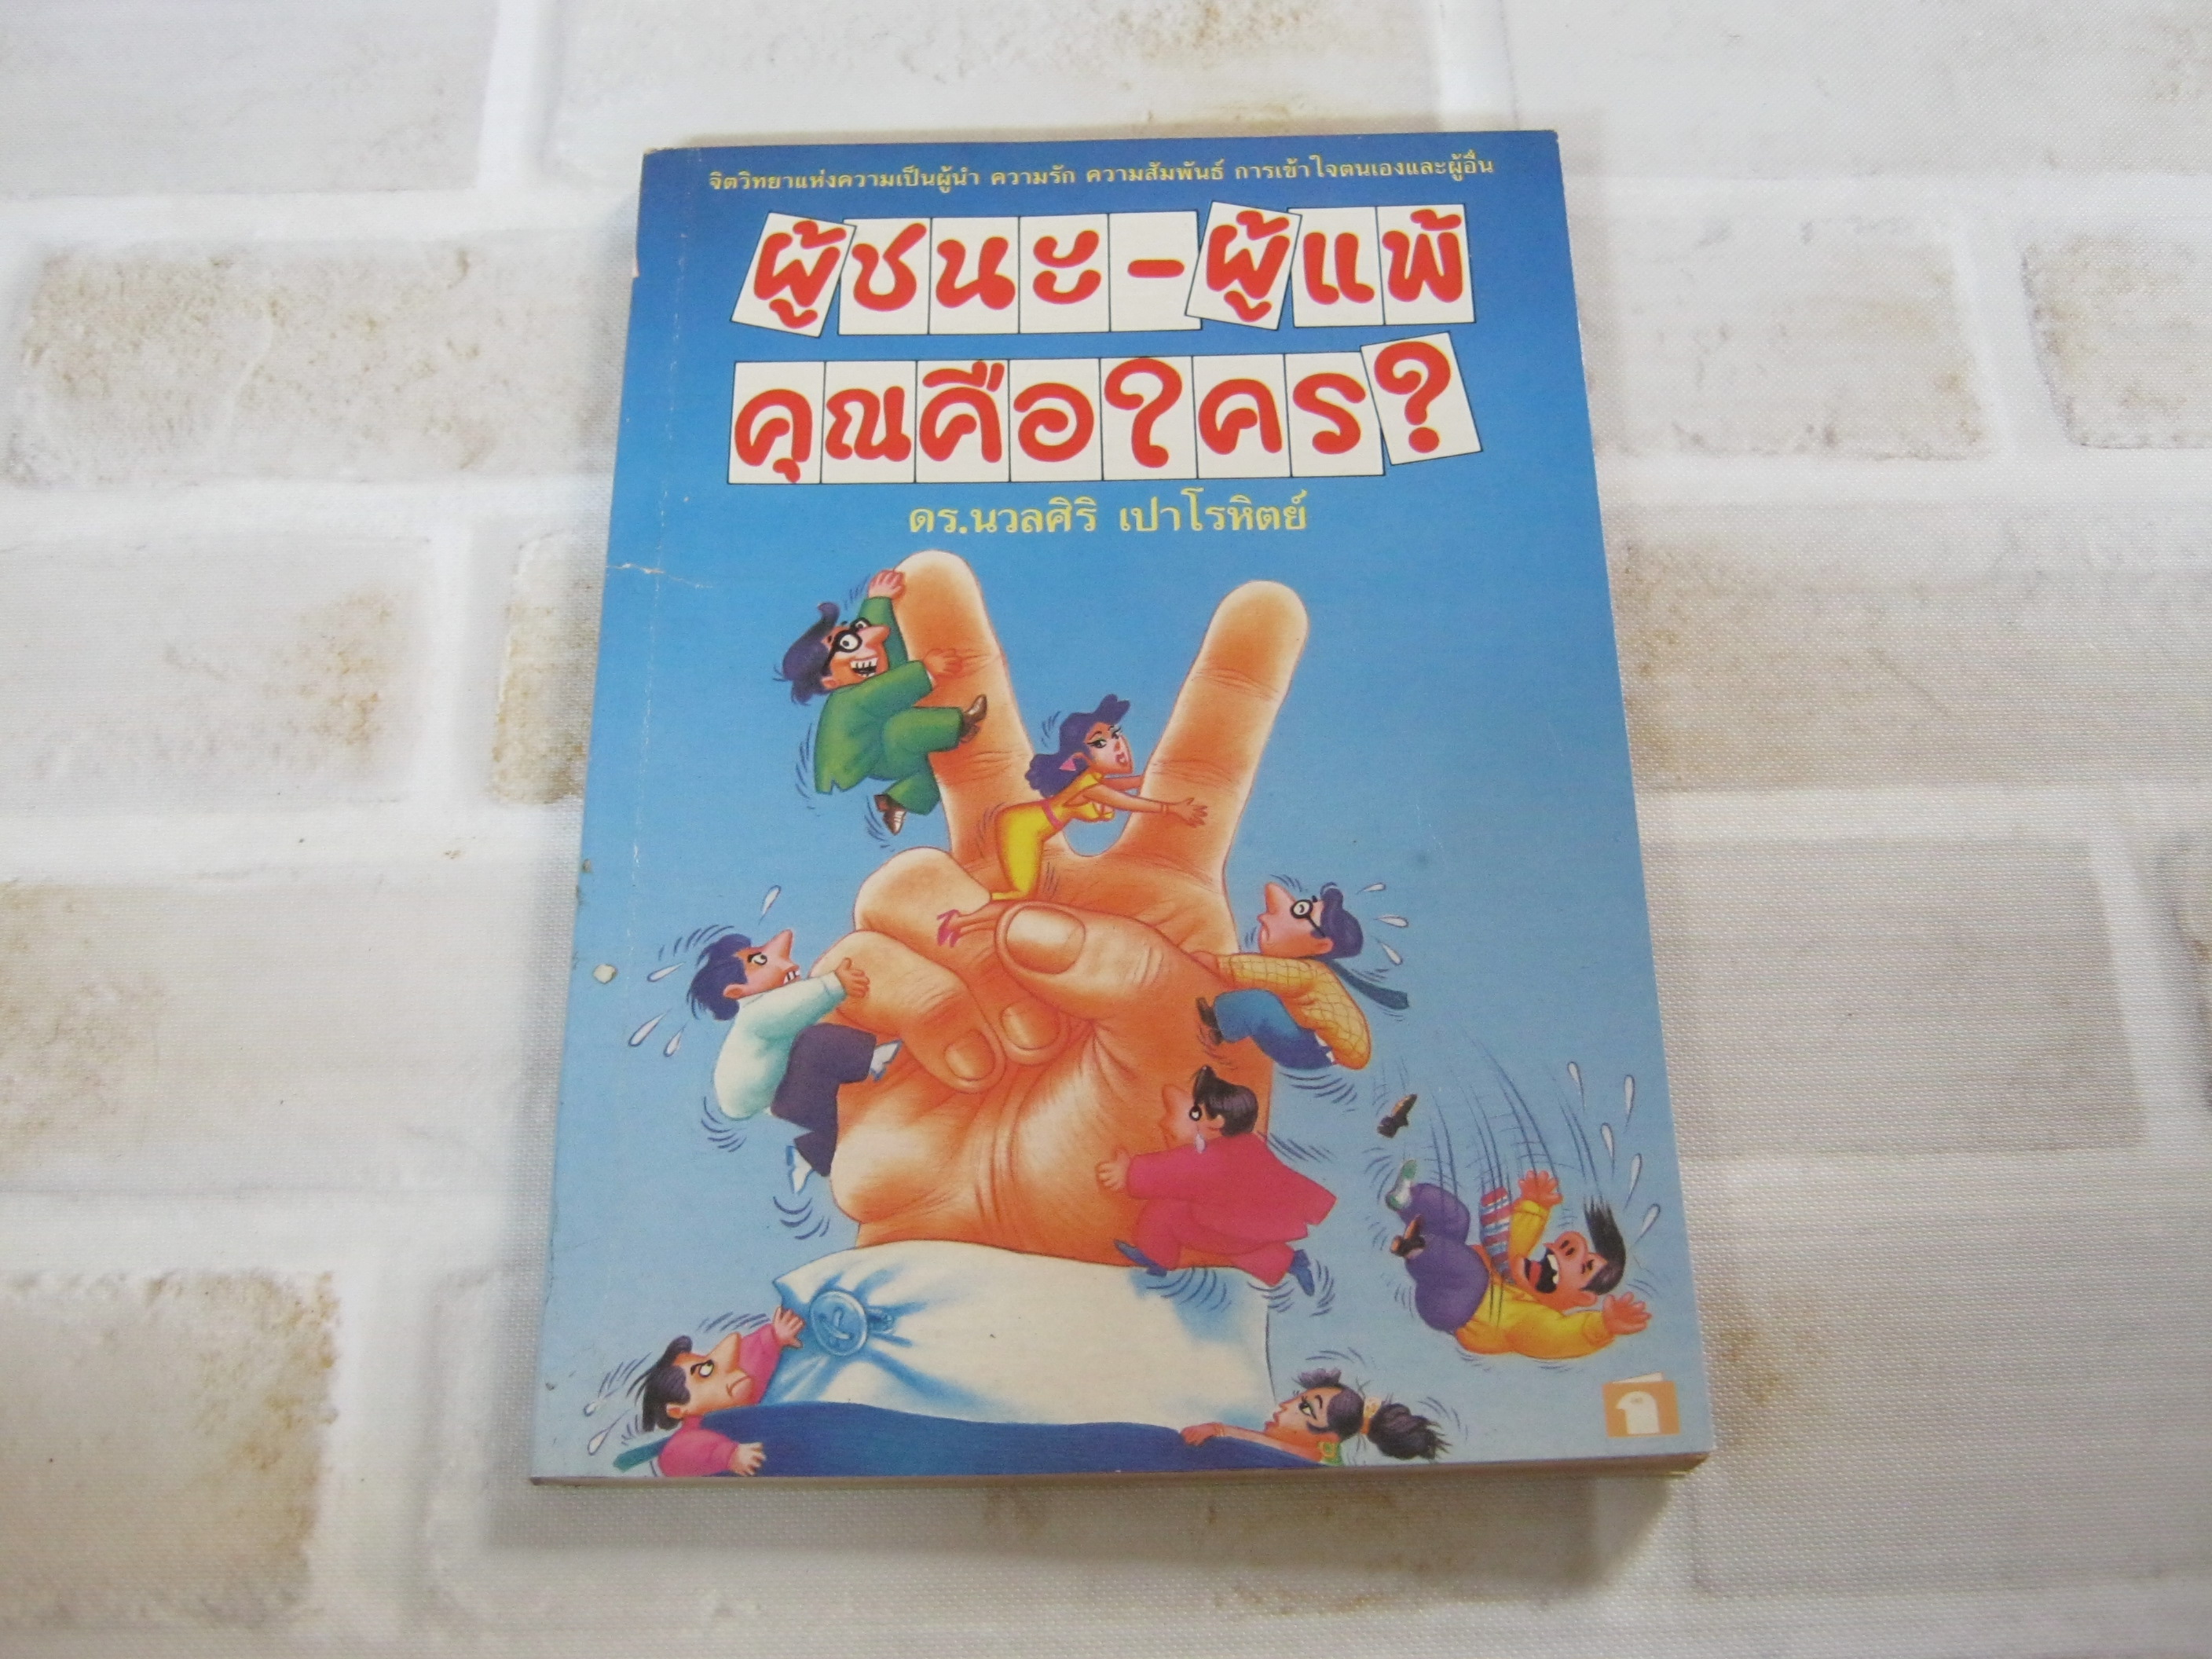 จิตวิทยาแห่งความเป็นผู้นำ ความรัก ความสัมพันธ์ การเข้าใจตนเองและผู้อื่น
ผู้ชนะ-ผู้แพ้
คุณคือใคร?
ดร.นวลศิริ เปาโรหิตย์